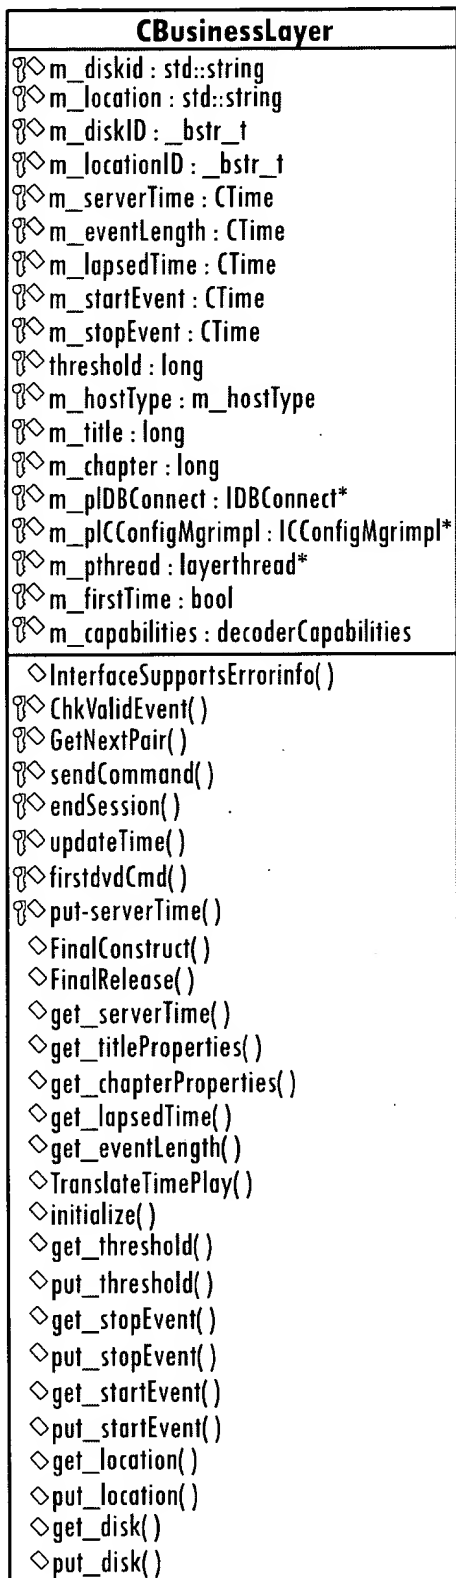 CBusinessLayer
m_diskid : std::string
m_location : std::string
m_diskID : _bstr_t
m_locationID : _bstr_t
m_serverTime : CTime
m_eventLength : CTime
m_lapsedTime : CTime
m_startEvent : CTime
m_stopEvent : CTime
threshold : long
m_hostType : m_hostType
m_title : long
m_chapter : long
m_plDBConnect : IDBConnect*
m_plCConfigMgrimpl : ICConfigMgrimpl*
m_pthread : layerthread*
m_firstTime : bool
m_capabilities : decoderCapabilities
InterfaceSupportsErrorinfo( )
ChkValidEvent( )
GetNextPair( )
sendCommand( )
endSession( )
updateTime( )
firstdvdCmd( )
put-serverTime( )
FinalConstruct( )
FinalRelease( )
get_serverTime( )
get_titleProperties( )
get_chapterProperties( )
get_lapsedTime( )
get_eventLength( )
TranslateTimePlay( )
initialize( )
get_threshold( )
put_threshold( )
get_stopEvent( )
put_stopEvent( )
get_startEvent( )
put_startEvent( )
get_location( )
put_location( )
get_disk( )
put_disk( )